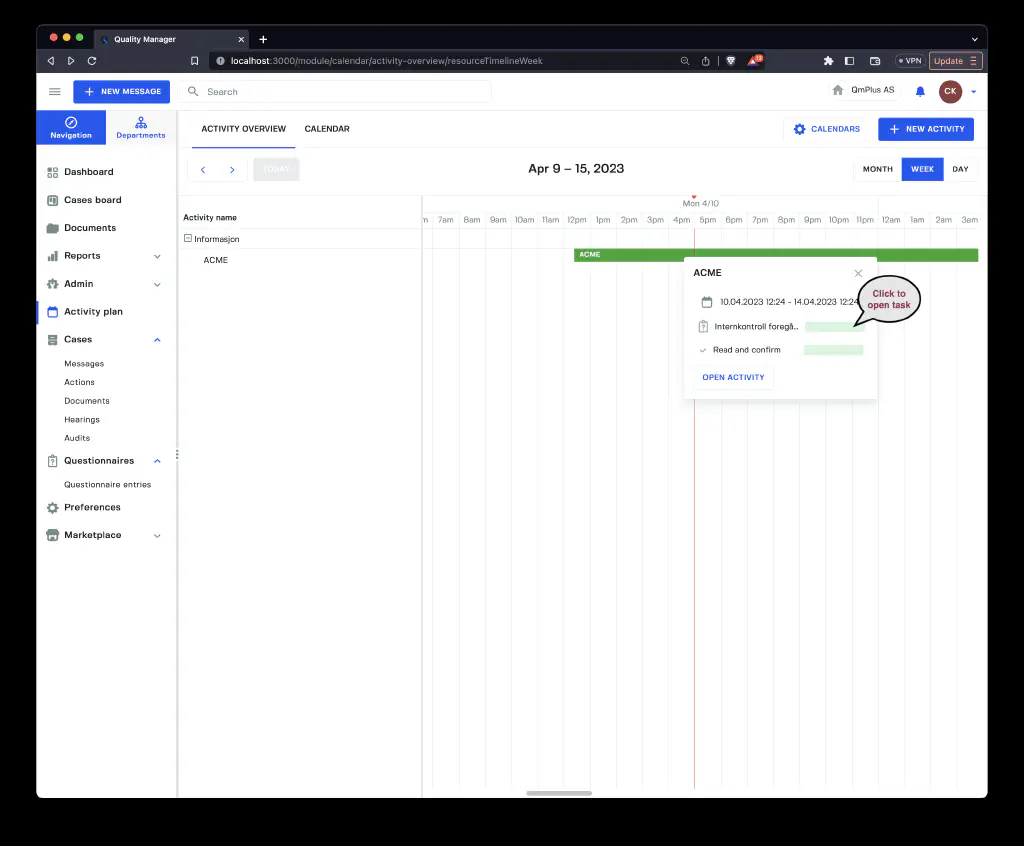 Quality Manager
localhost:3000/module/calendar/activity-overview/resourceTimelineWeek
VPN
Update
NEW MESSAGE
Search
QmPlus AS
CK
Navigation
Departments
ACTIVITY OVERVIEW
CALENDAR
CALENDARS
NEW ACTIVITY
TODAY
Apr 9 – 15, 2023
MONTH
WEEK
DAY
Dashboard
Cases board
Documents
Reports
Admin
Activity plan
Cases
Messages
Actions
Documents
Hearings
Audits
Questionnaires
Questionnaire entries
Preferences
Marketplace
Mon 4/10
Activity name
m 7am 8am 9am 10am 11am 12pm 1pm 2pm 3pm 4pm 5pm 6pm 7pm 8pm 9pm 10pm 11pm 12am 1am 2am 3am
Informasjon
ACME
ACME
ACME
10.04.2023 12:24 - 14.04.2023 12:24
Internkontroll foregå...
Read and confirm
OPEN ACTIVITY
Click to
open task